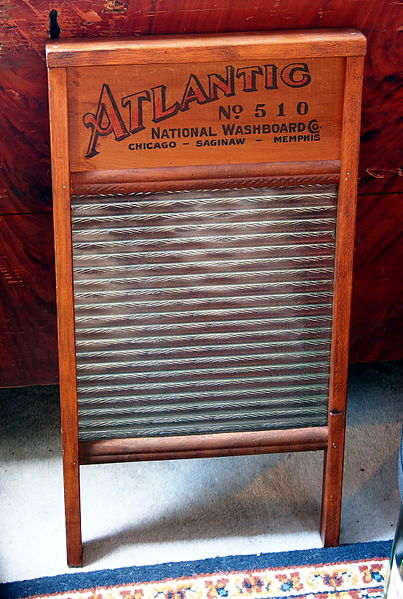 ATLANTIC
No 510
NATIONAL WASHBOARD Co
CHICAGO - SAGINAW - MEMPHIS